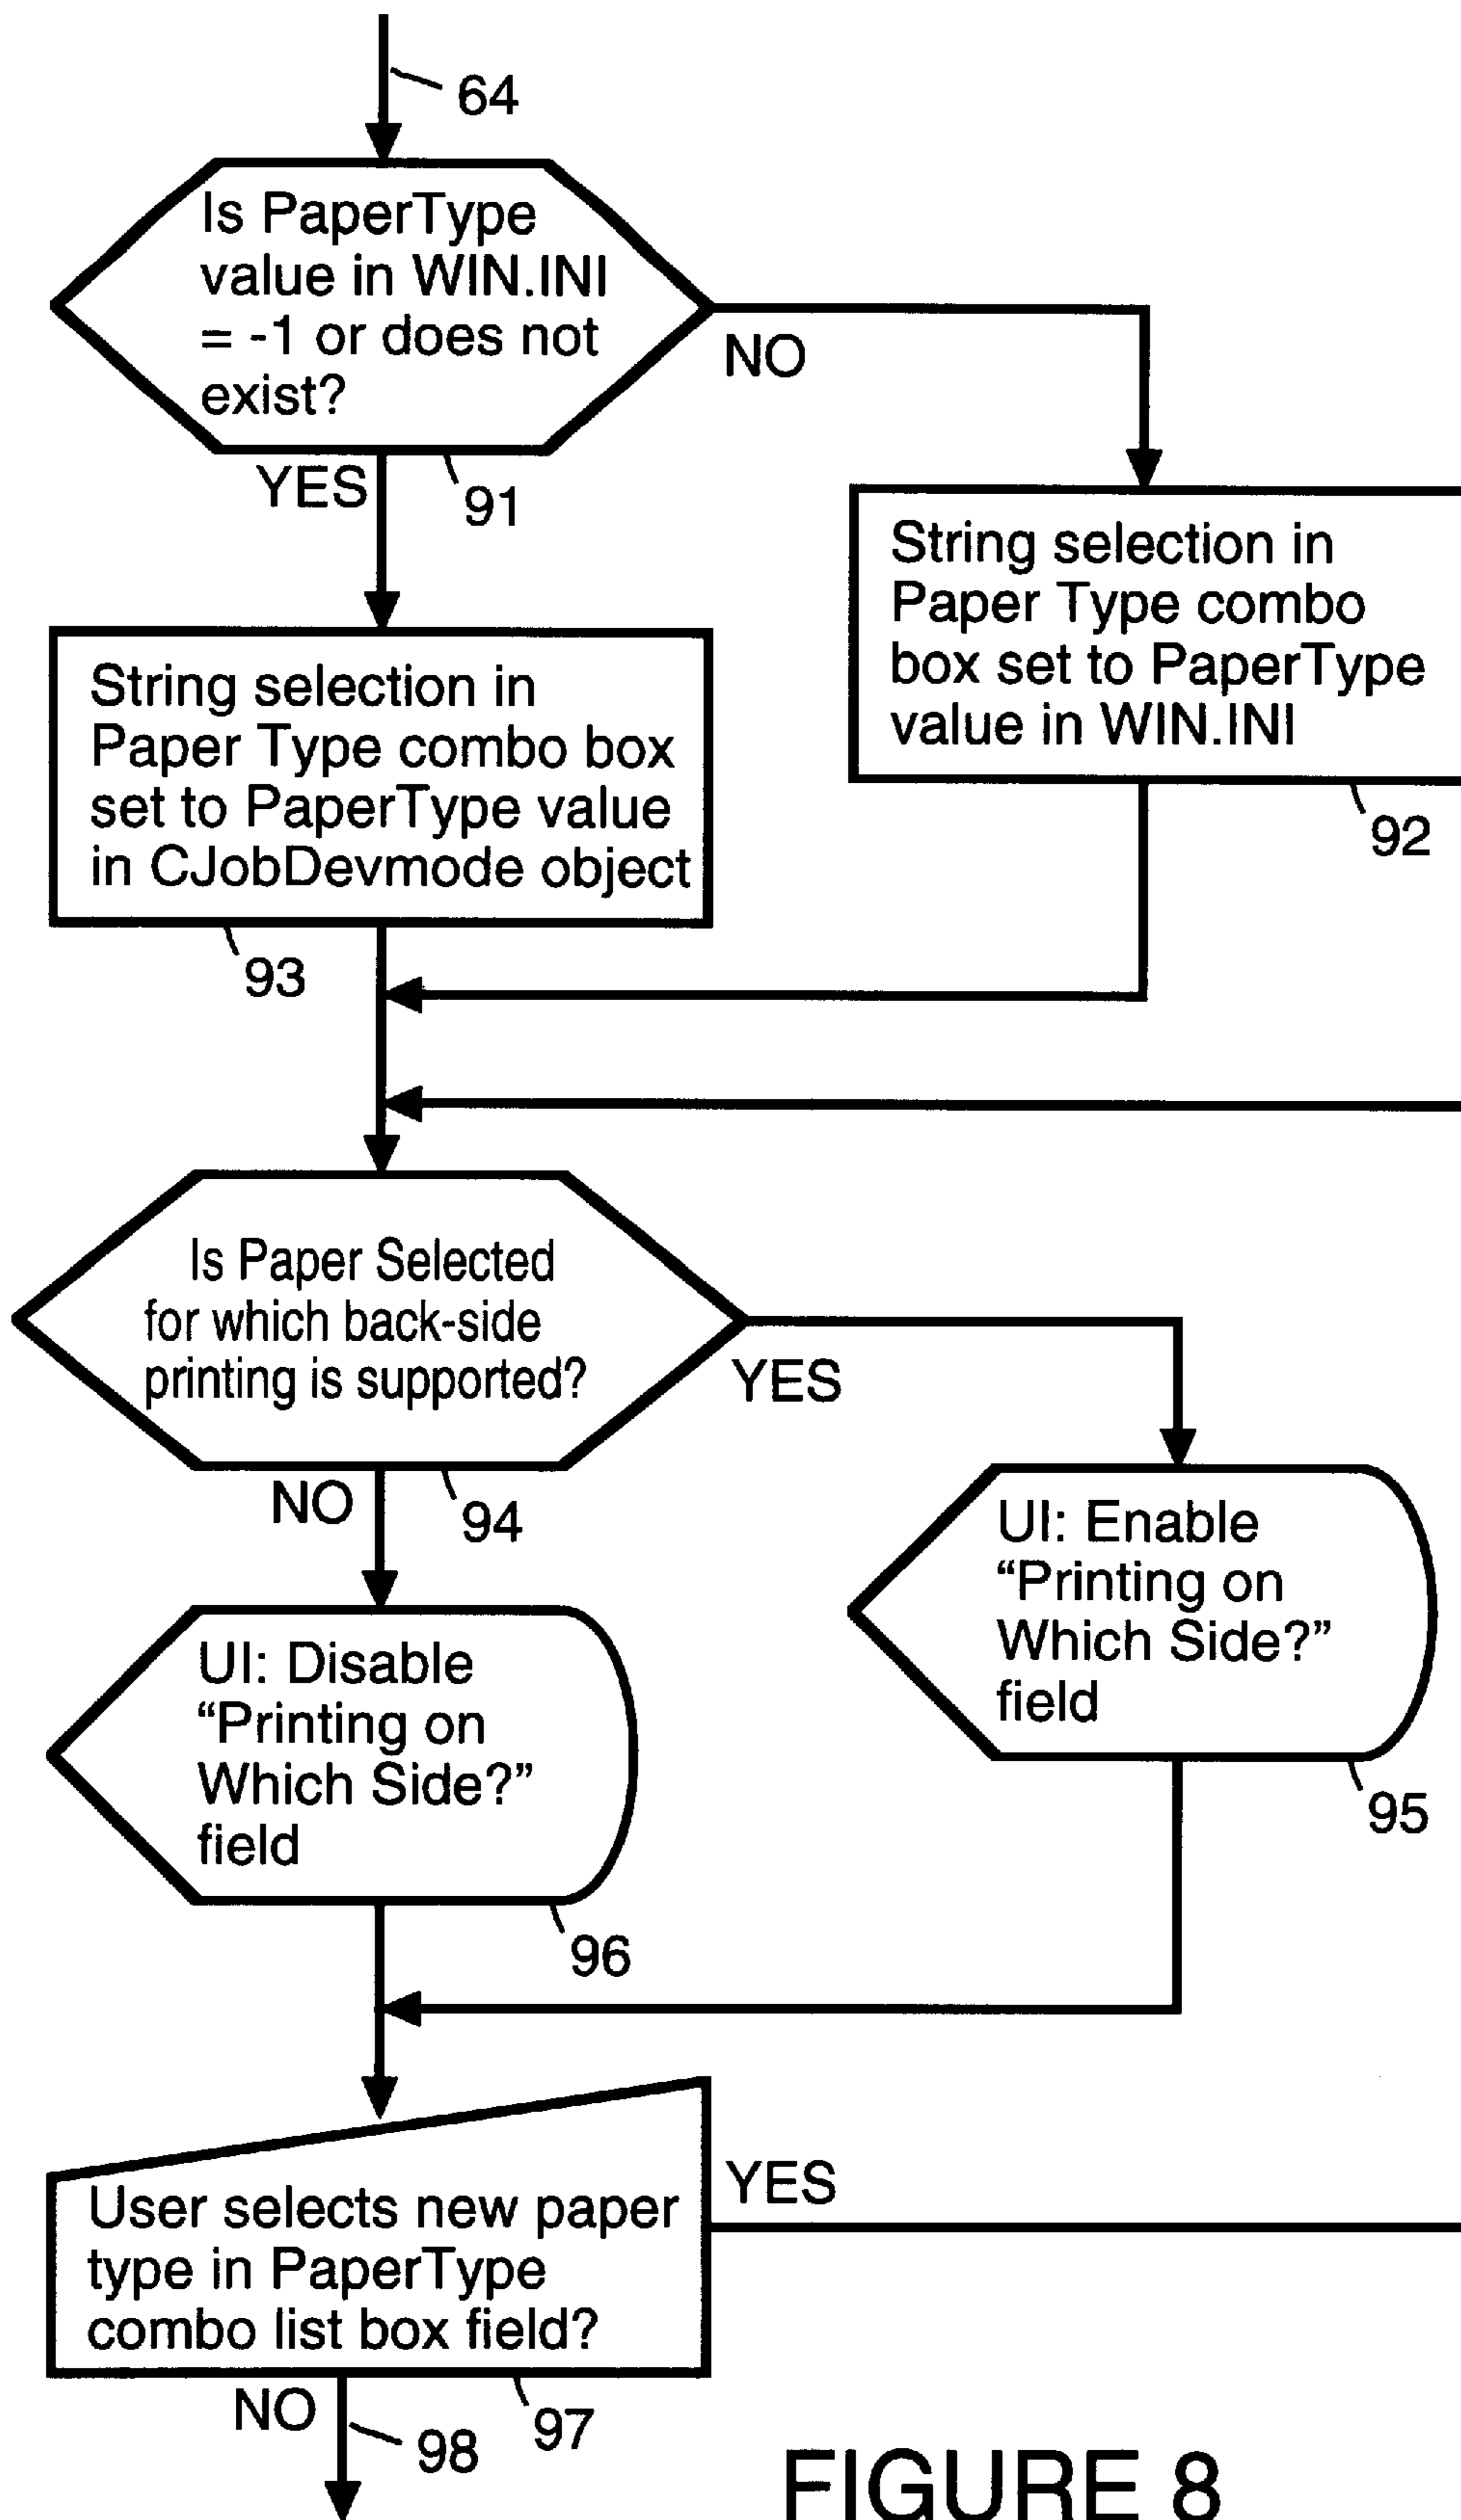 64
Is PaperType
value in WIN.INI
= -1 or does not
exist?
NO
YES
91
String selection in
Paper Type combo
box set to PaperType
value in WIN.INI
92
String selection in
Paper Type combo box
set to PaperType value
in CJobDevmode object
93
Is Paper Selected
for which back-side
printing is supported?
YES
NO
94
UI: Enable
“Printing on
Which Side?”
field
95
UI: Disable
“Printing on
Which Side?”
field
96
User selects new paper
type in PaperType
combo list box field?
YES
NO
97
98
FIGURE 8